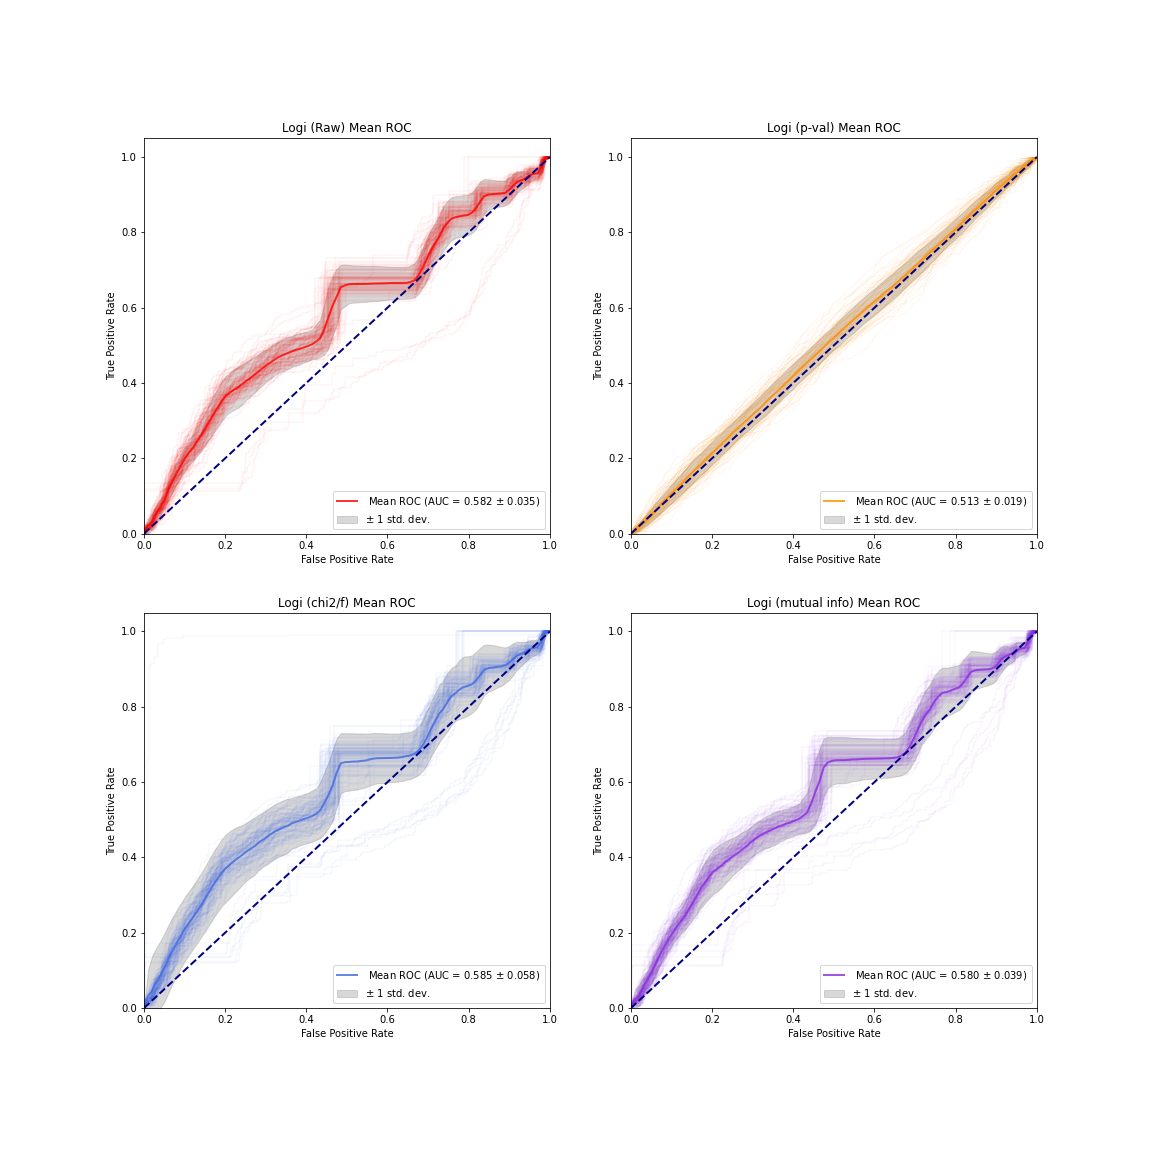 Logi (Raw) Mean ROC
1.0
0.8
0.6
0.4
0.2
0.0
True Positive Rate
Mean ROC (AUC = 0.582 ± 0.035)
± 1 std. dev.
0.0 0.2 0.4 0.6 0.8 1.0
False Positive Rate
Logi (p-val) Mean ROC
1.0
0.8
0.6
0.4
0.2
0.0
True Positive Rate
Mean ROC (AUC = 0.513 ± 0.019)
± 1 std. dev.
0.0 0.2 0.4 0.6 0.8 1.0
False Positive Rate
Logi (chi2/f) Mean ROC
1.0
0.8
0.6
0.4
0.2
0.0
True Positive Rate
Mean ROC (AUC = 0.585 ± 0.058)
± 1 std. dev.
0.0 0.2 0.4 0.6 0.8 1.0
False Positive Rate
Logi (mutual info) Mean ROC
1.0
0.8
0.6
0.4
0.2
0.0
True Positive Rate
Mean ROC (AUC = 0.580 ± 0.039)
± 1 std. dev.
0.0 0.2 0.4 0.6 0.8 1.0
False Positive Rate